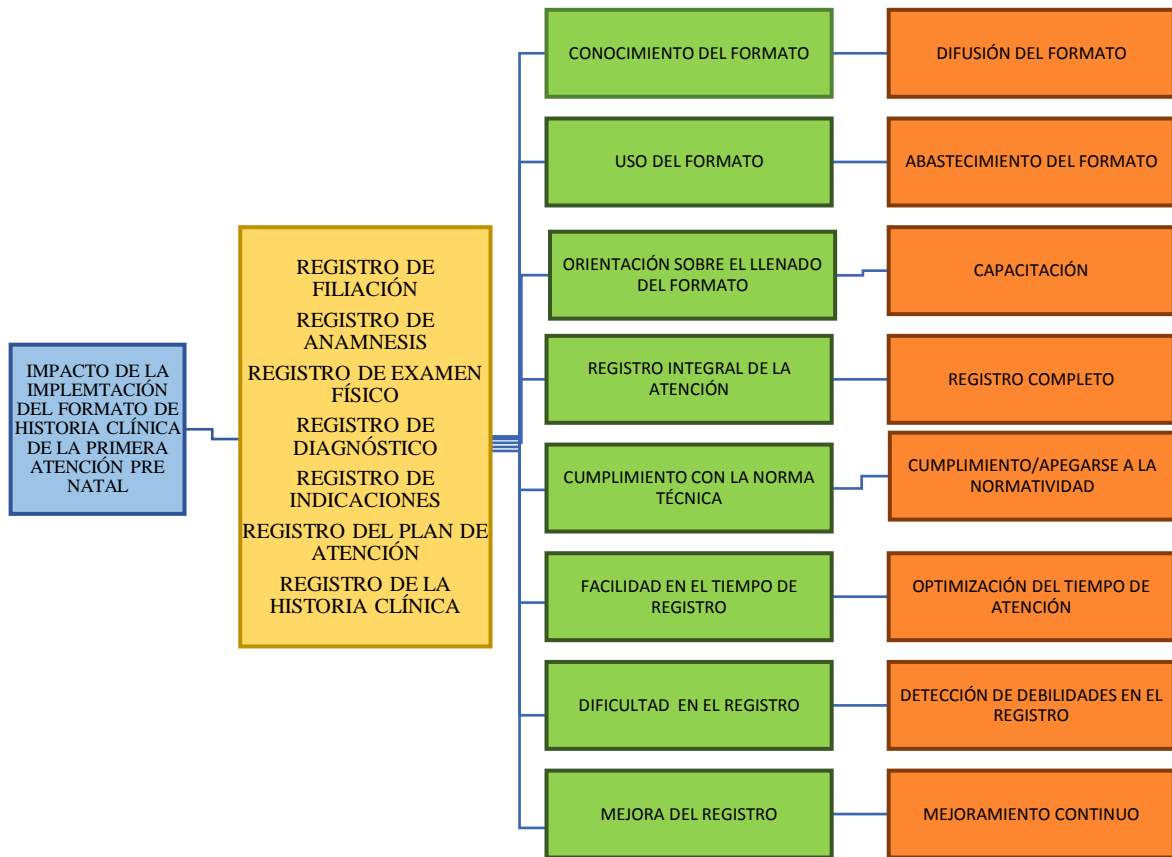 IMPACTO DE LA
IMPLEMTACIÓN
DEL FORMATO DE
HISTORIA CLÍNICA
DE LA PRIMERA
ATENCIÓN PRE
NATAL
REGISTRO DE
FILIACIÓN
REGISTRO DE
ANAMNESIS
REGISTRO DE EXAMEN
FÍSICO
REGISTRO DE
DIAGNÓSTICO
REGISTRO DE
INDICACIONES
REGISTRO DEL PLAN DE
ATENCIÓN
REGISTRO DE LA
HISTORIA CLÍNICA
CONOCIMIENTO DEL FORMATO
DIFUSIÓN DEL FORMATO
USO DEL FORMATO
ABASTECIMIENTO DEL FORMATO
ORIENTACIÓN SOBRE EL LLENADO
DEL FORMATO
CAPACITACIÓN
REGISTRO INTEGRAL DE LA
ATENCIÓN
REGISTRO COMPLETO
CUMPLIMIENTO CON LA NORMA
TÉCNICA
CUMPLIMIENTO/APEGARSE A LA
NORMATIVIDAD
FACILIDAD EN EL TIEMPO DE
REGISTRO
OPTIMIZACIÓN DEL TIEMPO DE
ATENCIÓN
DIFICULTAD EN EL REGISTRO
DETECCIÓN DE DEBILIDADES EN EL
REGISTRO
MEJORA DEL REGISTRO
MEJORAMIENTO CONTINUO